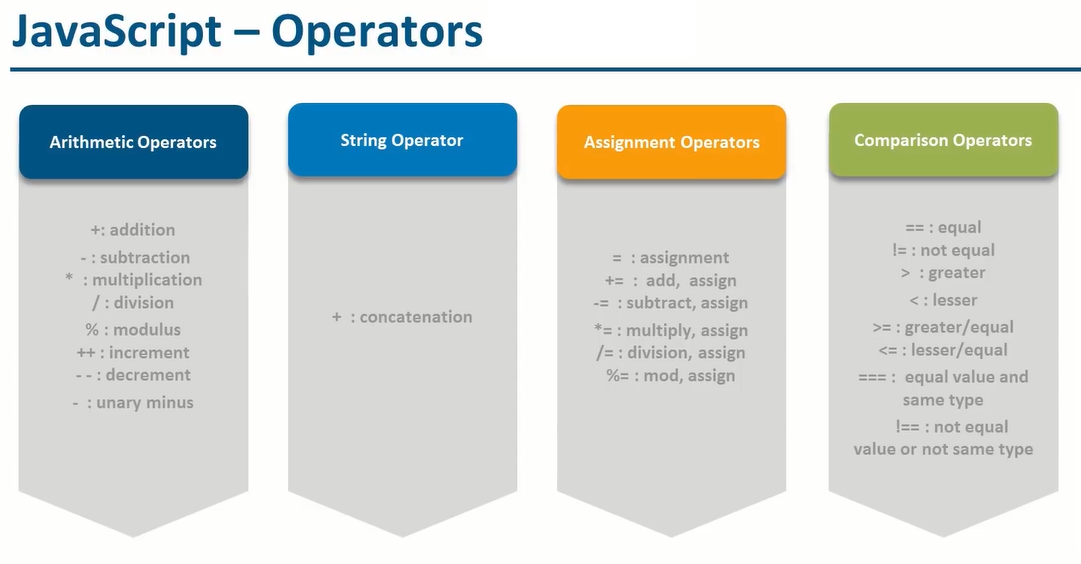 JavaScript – Operators
Arithmetic Operators
+: addition
- : subtraction
* : multiplication
/ : division
% : modulus
++ : increment
- - : decrement
- : unary minus
String Operator
+ : concatenation
Assignment Operators
= : assignment
+= : add, assign
-= : subtract, assign
*= : multiply, assign
/= : division, assign
%= : mod, assign
Comparison Operators
== : equal
!= : not equal
> : greater
< : lesser
>= : greater/equal
<= : lesser/equal
=== : equal value and
same type
!== : not equal
value or not same type